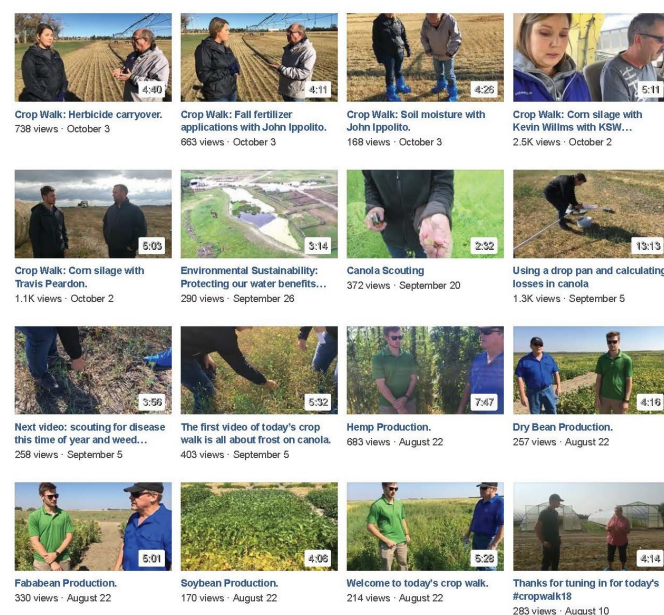 4:40
4:11
4:26
5:11
Crop Walk: Herbicide carryover.
738 views · October 3
Crop Walk: Fall fertilizer
applications with John Ippolito.
663 views · October 3
Crop Walk: Soil moisture with
John Ippolito.
168 views · October 3
Crop Walk: Corn silage with
Kevin Willms with KSW…
2.5K views · October 2
5:03
3:14
2:32
13:13
Crop Walk: Corn silage with
Travis Peardon.
1.1K views · October 2
Environmental Sustainability:
Protecting our water benefits…
290 views · September 26
Canola Scouting
372 views · September 20
Using a drop pan and calculating
losses in canola
1.3K views · September 5
3:56
5:32
7:47
4:16
Next video: scouting for disease
this time of year and weed…
258 views · September 5
The first video of today's crop
walk is all about frost on canola.
403 views · September 5
Hemp Production.
683 views · August 22
Dry Bean Production.
257 views · August 22
5:01
4:06
5:28
4:14
Fababean Production.
330 views · August 22
Soybean Production.
170 views · August 22
Welcome to today's crop walk.
214 views · August 22
Thanks for tuning in for today's
#cropwalk18
283 views · August 10